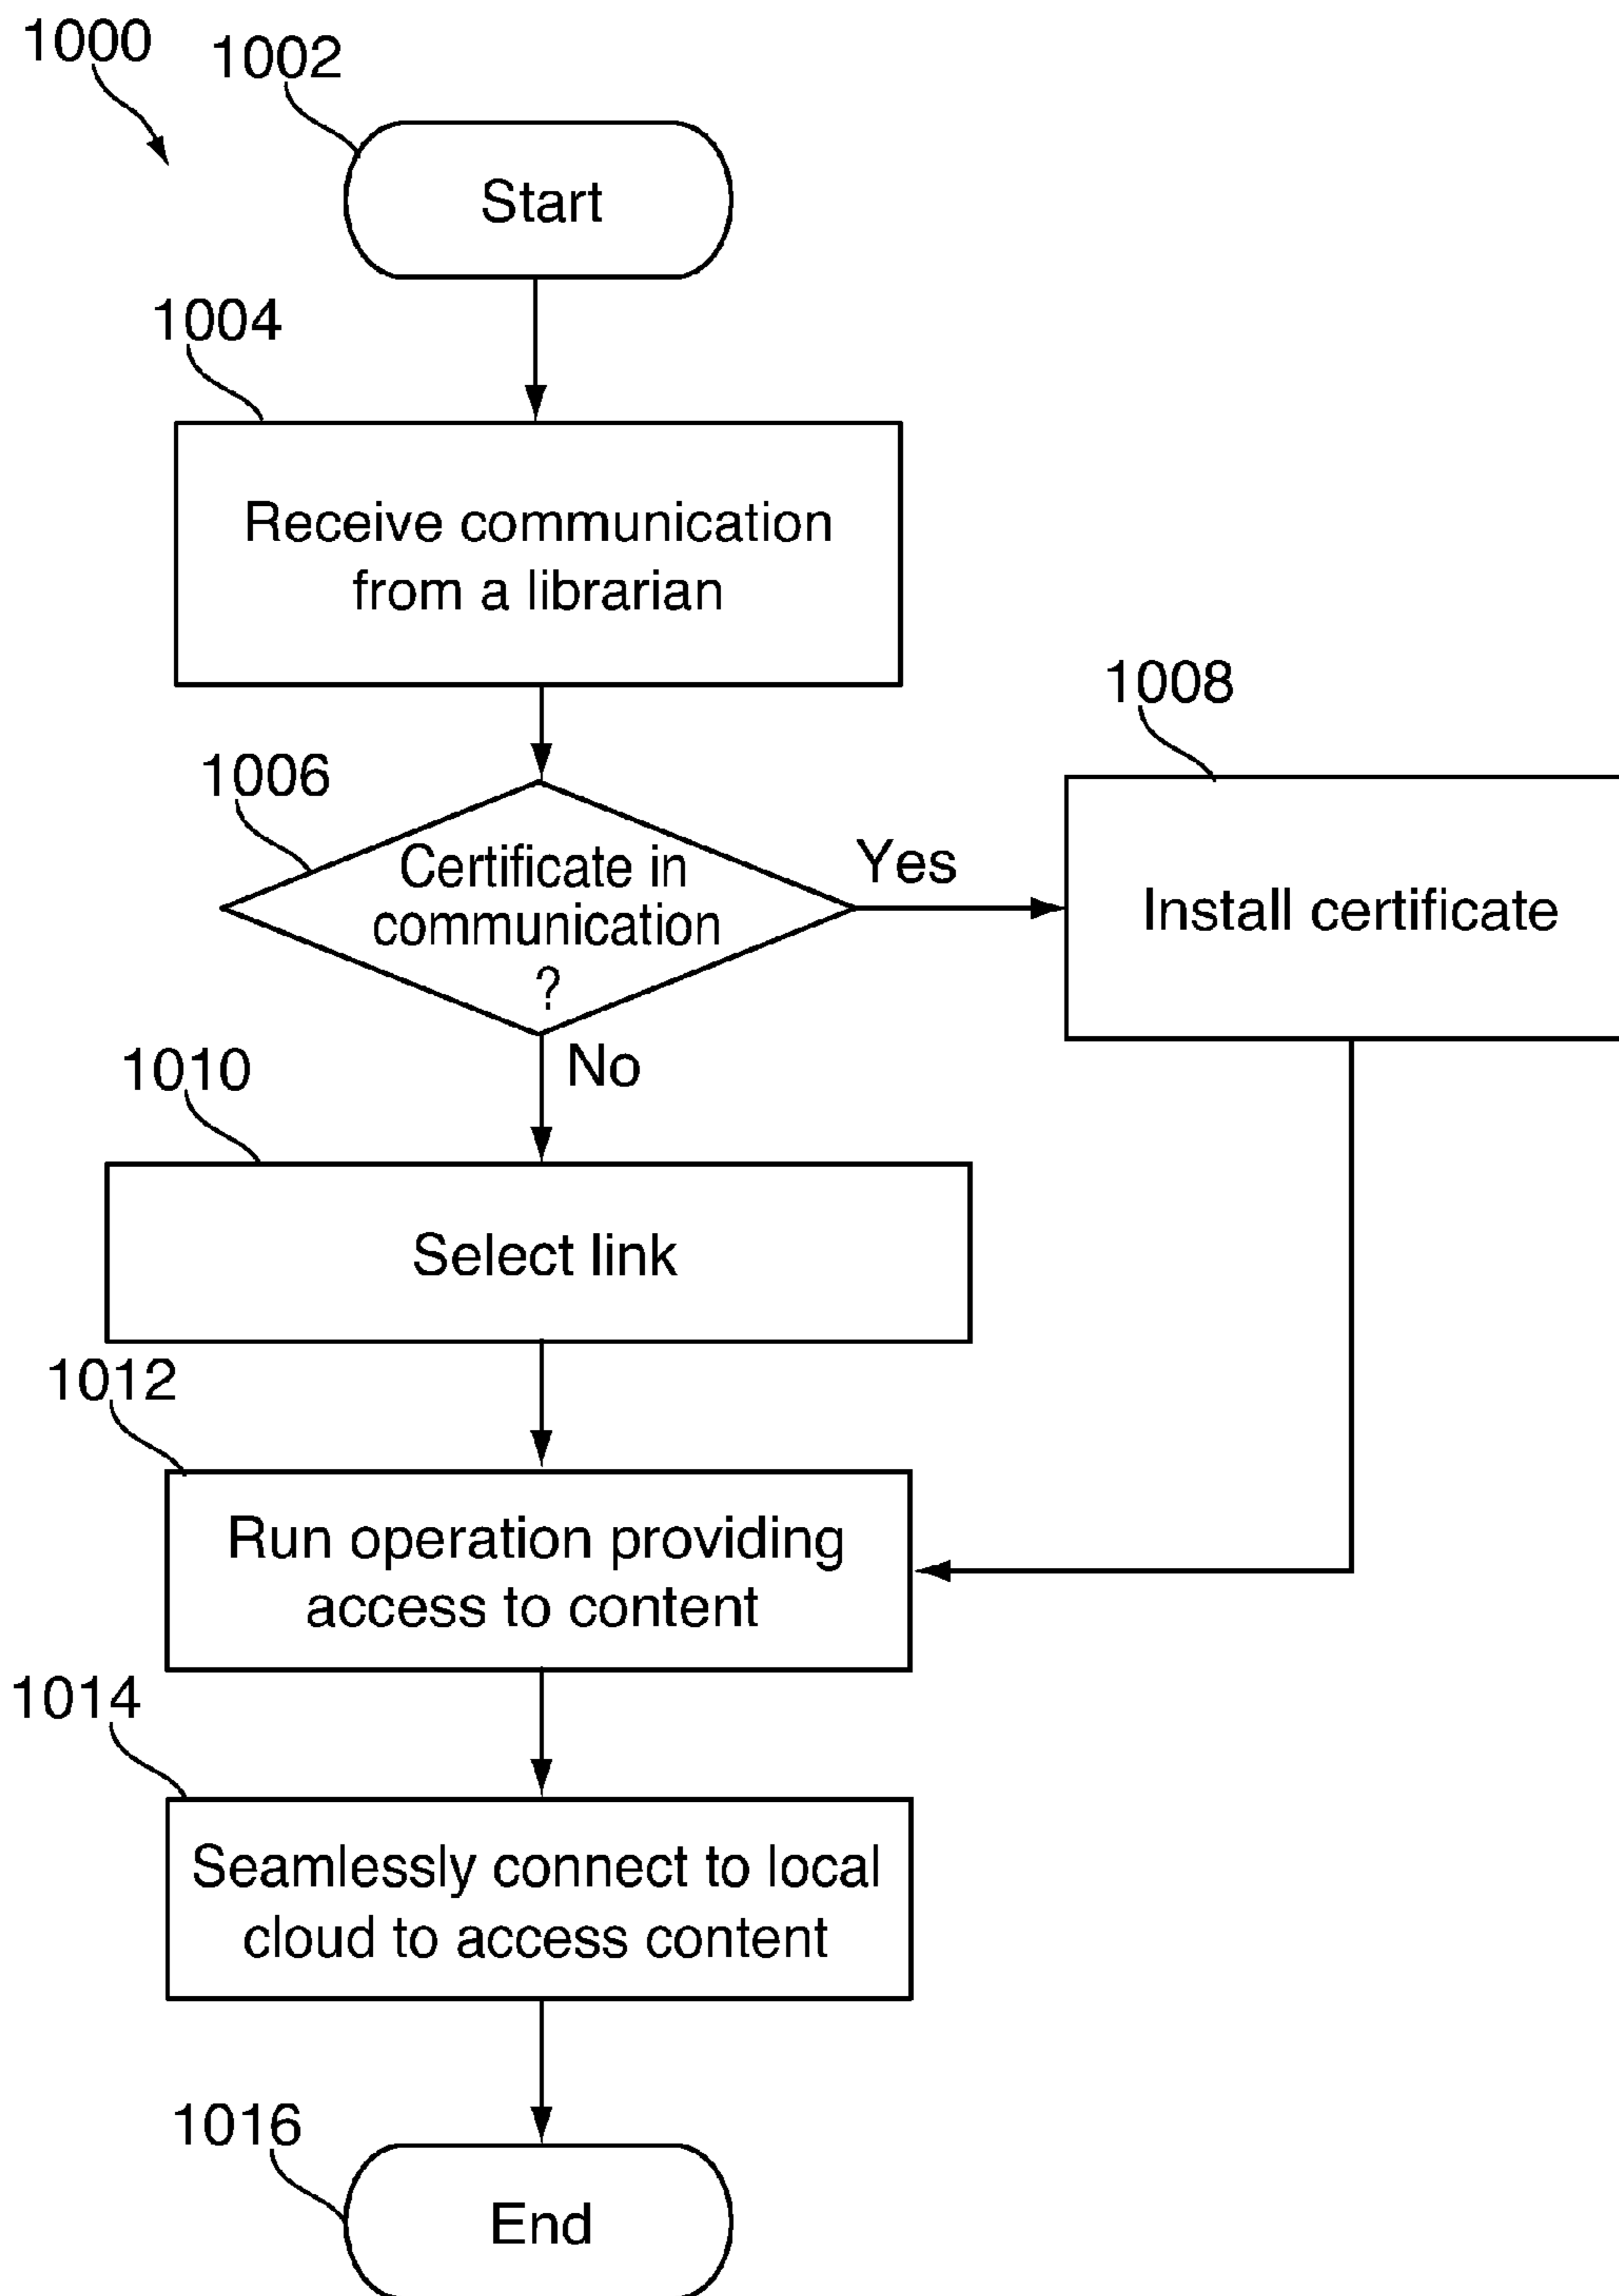 1000
1002
Start
1004
Receive communication
from a librarian
1008
1006
Certificate in
communication
?
Yes
Install certificate
No
1010
Select link
1012
Run operation providing
access to content
1014
Seamlessly connect to local
cloud to access content
1016
End